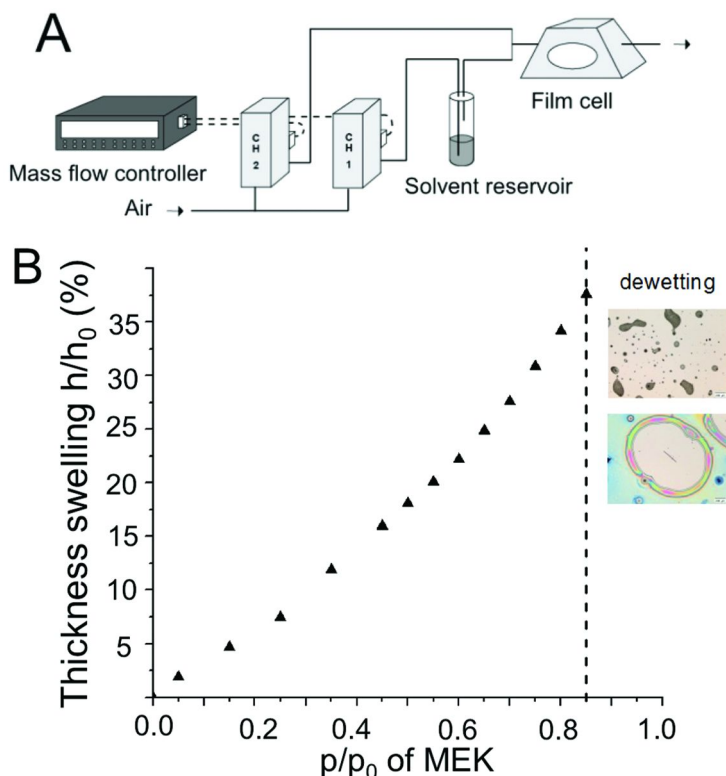 A
CH 2
CH 1
Film cell
Mass flow controller
Solvent reservoir
Air
B
Thickness swelling h/h₀ (%)
dewetting
35
30
25
20
15
10
5
0.0 0.2 0.4 0.6 0.8 1.0
p/p₀ of MEK